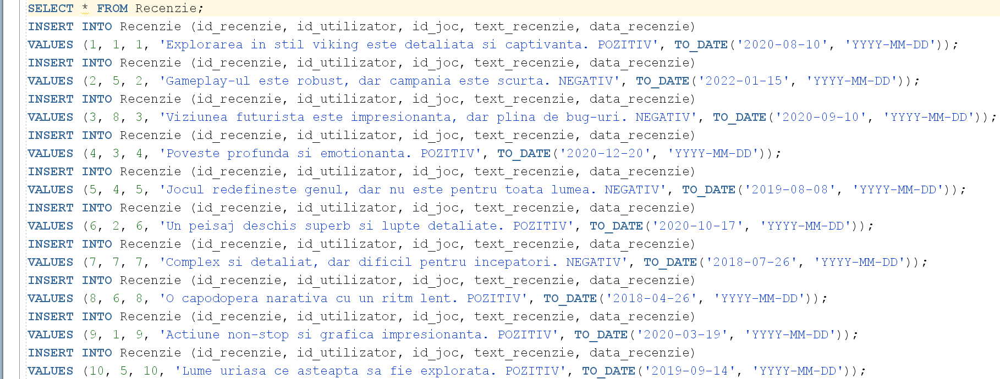 SELECT * FROM Recenzie;
INSERT INTO Recenzie (id_recenzie, id_utilizator, id_joc, text_recenzie, data_recenzie)
VALUES (1, 1, 1, 'Explorarea in stil viking este detaliata si captivanta. POZITIV', TO_DATE('2020-08-10', 'YYYY-MM-DD'));
INSERT INTO Recenzie (id_recenzie, id_utilizator, id_joc, text_recenzie, data_recenzie)
VALUES (2, 5, 2, 'Gameplay-ul este robust, dar campania este scurta. NEGATIV', TO_DATE('2022-01-15', 'YYYY-MM-DD'));
INSERT INTO Recenzie (id_recenzie, id_utilizator, id_joc, text_recenzie, data_recenzie)
VALUES (3, 8, 3, 'Viziunea futurista este impresionanta, dar plina de bug-uri. NEGATIV', TO_DATE('2020-09-10', 'YYYY-MM-DD'));
INSERT INTO Recenzie (id_recenzie, id_utilizator, id_joc, text_recenzie, data_recenzie)
VALUES (4, 3, 4, 'Poveste profunda si emotionanta. POZITIV', TO_DATE('2020-12-20', 'YYYY-MM-DD'));
INSERT INTO Recenzie (id_recenzie, id_utilizator, id_joc, text_recenzie, data_recenzie)
VALUES (5, 4, 5, 'Jocul redefineste genul, dar nu este pentru toata lumea. NEGATIV', TO_DATE('2019-08-08', 'YYYY-MM-DD'));
INSERT INTO Recenzie (id_recenzie, id_utilizator, id_joc, text_recenzie, data_recenzie)
VALUES (6, 2, 6, 'Un peisaj deschis superb si lupte detaliate. POZITIV', TO_DATE('2020-10-17', 'YYYY-MM-DD'));
INSERT INTO Recenzie (id_recenzie, id_utilizator, id_joc, text_recenzie, data_recenzie)
VALUES (7, 7, 7, 'Complex si detaliat, dar dificil pentru incepatori. NEGATIV', TO_DATE('2018-07-26', 'YYYY-MM-DD'));
INSERT INTO Recenzie (id_recenzie, id_utilizator, id_joc, text_recenzie, data_recenzie)
VALUES (8, 6, 8, 'O capodopera narativa cu un ritm lent. POZITIV', TO_DATE('2018-04-26', 'YYYY-MM-DD'));
INSERT INTO Recenzie (id_recenzie, id_utilizator, id_joc, text_recenzie, data_recenzie)
VALUES (9, 1, 9, 'Actiune non-stop si grafica impresionanta. POZITIV', TO_DATE('2020-03-19', 'YYYY-MM-DD'));
INSERT INTO Recenzie (id_recenzie, id_utilizator, id_joc, text_recenzie, data_recenzie)
VALUES (10, 5, 10, 'Lume uriasa ce asteapta sa fie explorata. POZITIV', TO_DATE('2019-09-14', 'YYYY-MM-DD'));